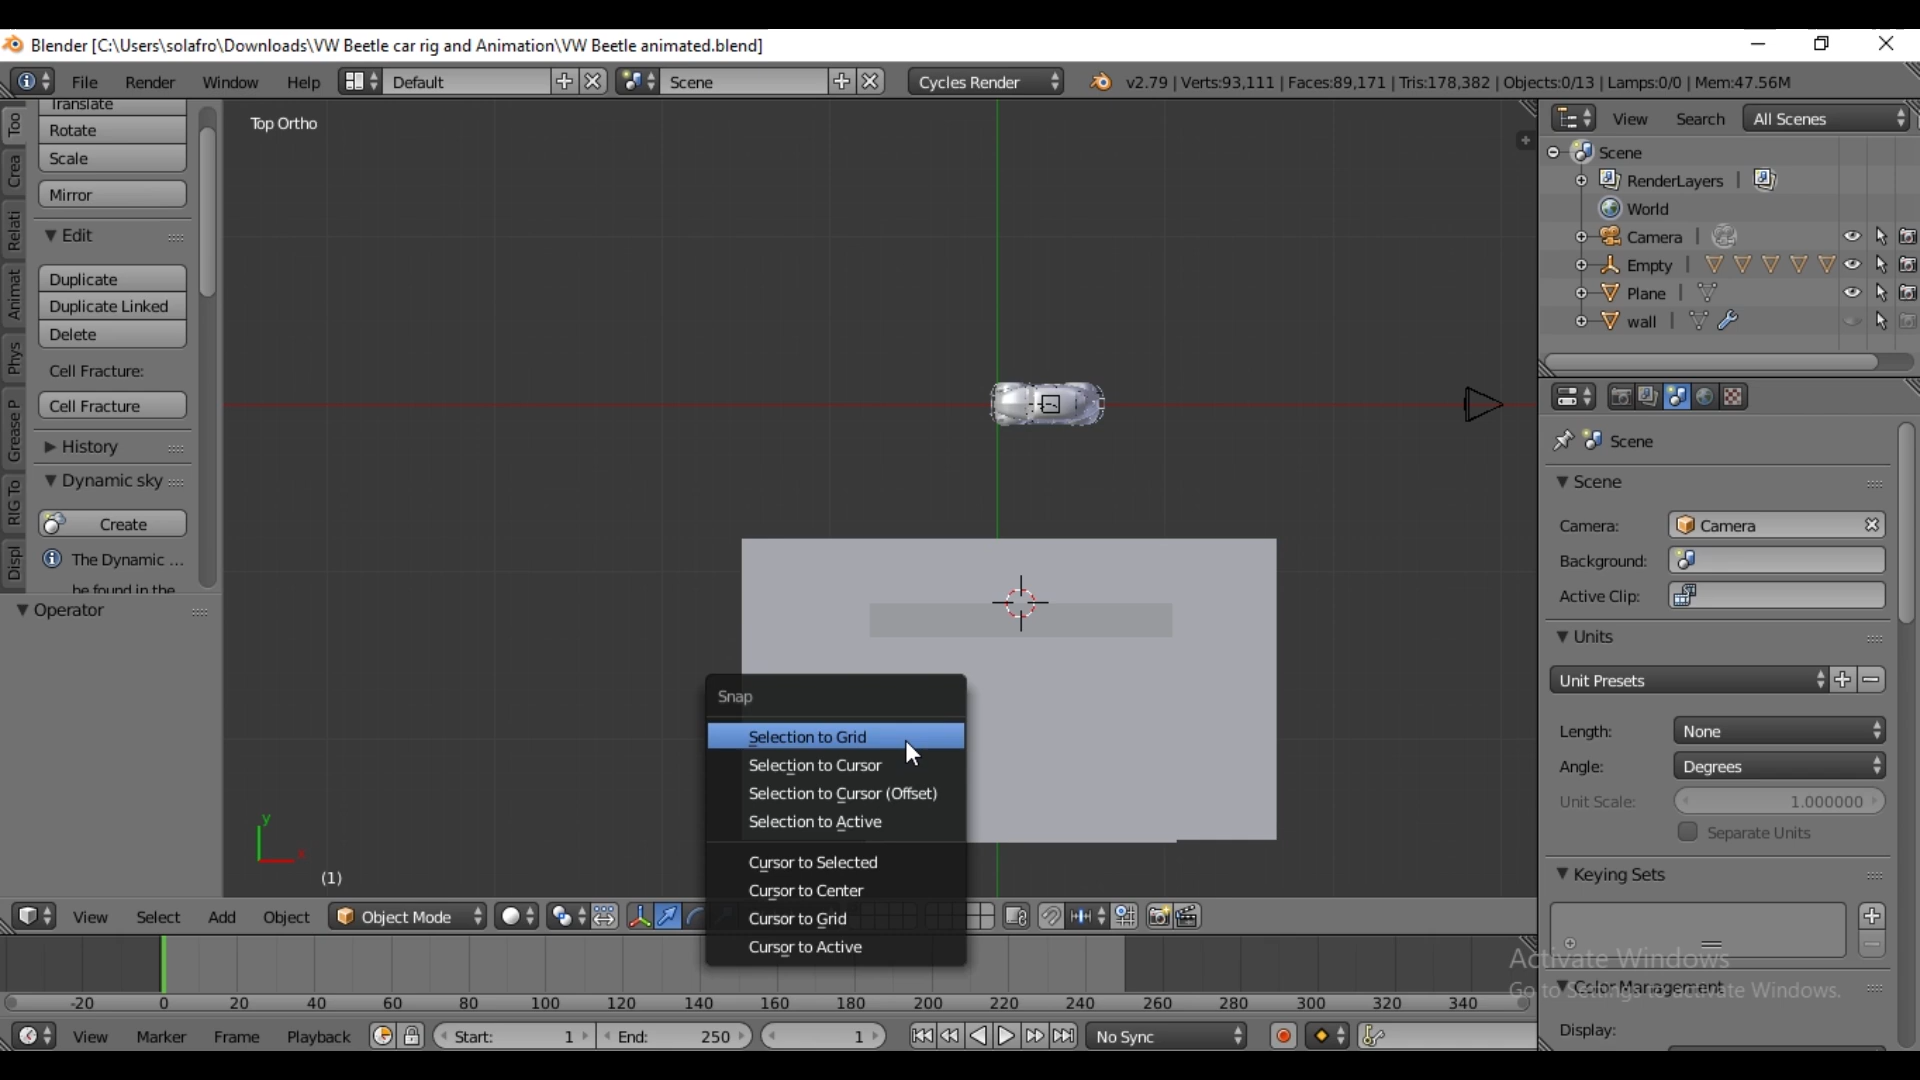 Blender [C:\Users\solafro\Downloads\VW Beetle car rig and Animation\VW Beetle animated.blend]
File Render Window Help Default Scene Cycles Render v2.79 | Verts:93,111 | Faces:89,171 | Tris:178,382 | Objects:0/13 | Lamps:0/0 | Mem:47.56M
Too
Crea
Relati
Animat
Phys
Grease P
RIG To
Displ
Translate
Rotate
Scale
Mirror
Edit
Duplicate
Duplicate Linked
Delete
Cell Fracture:
Cell Fracture
History
Dynamic sky
Create
The Dynamic ...
be found in the
Operator
Top Ortho
y
x
(1)
Snap
Selection to Grid
Selection to Cursor
Selection to Cursor (Offset)
Selection to Active
Cursor to Selected
Cursor to Center
Cursor to Grid
Cursor to Active
View Select Add Object Object Mode
-20 0 20 40 60 80 100 120 140 160 180 200 220 240 260 280 300 320 340
View Marker Frame Playback Start: 1 End: 250 1 No Sync
View Search All Scenes
Scene
RenderLayers |
World
Camera |
Empty |
Plane |
wall |
Scene
Scene
Camera: Camera
Background:
Active Clip:
Units
Unit Presets
Length: None
Angle: Degrees
Unit Scale: 1.000000
Separate Units
Keying Sets
Activate Windows
Go to Settings to activate Windows.
Color Management
Display: